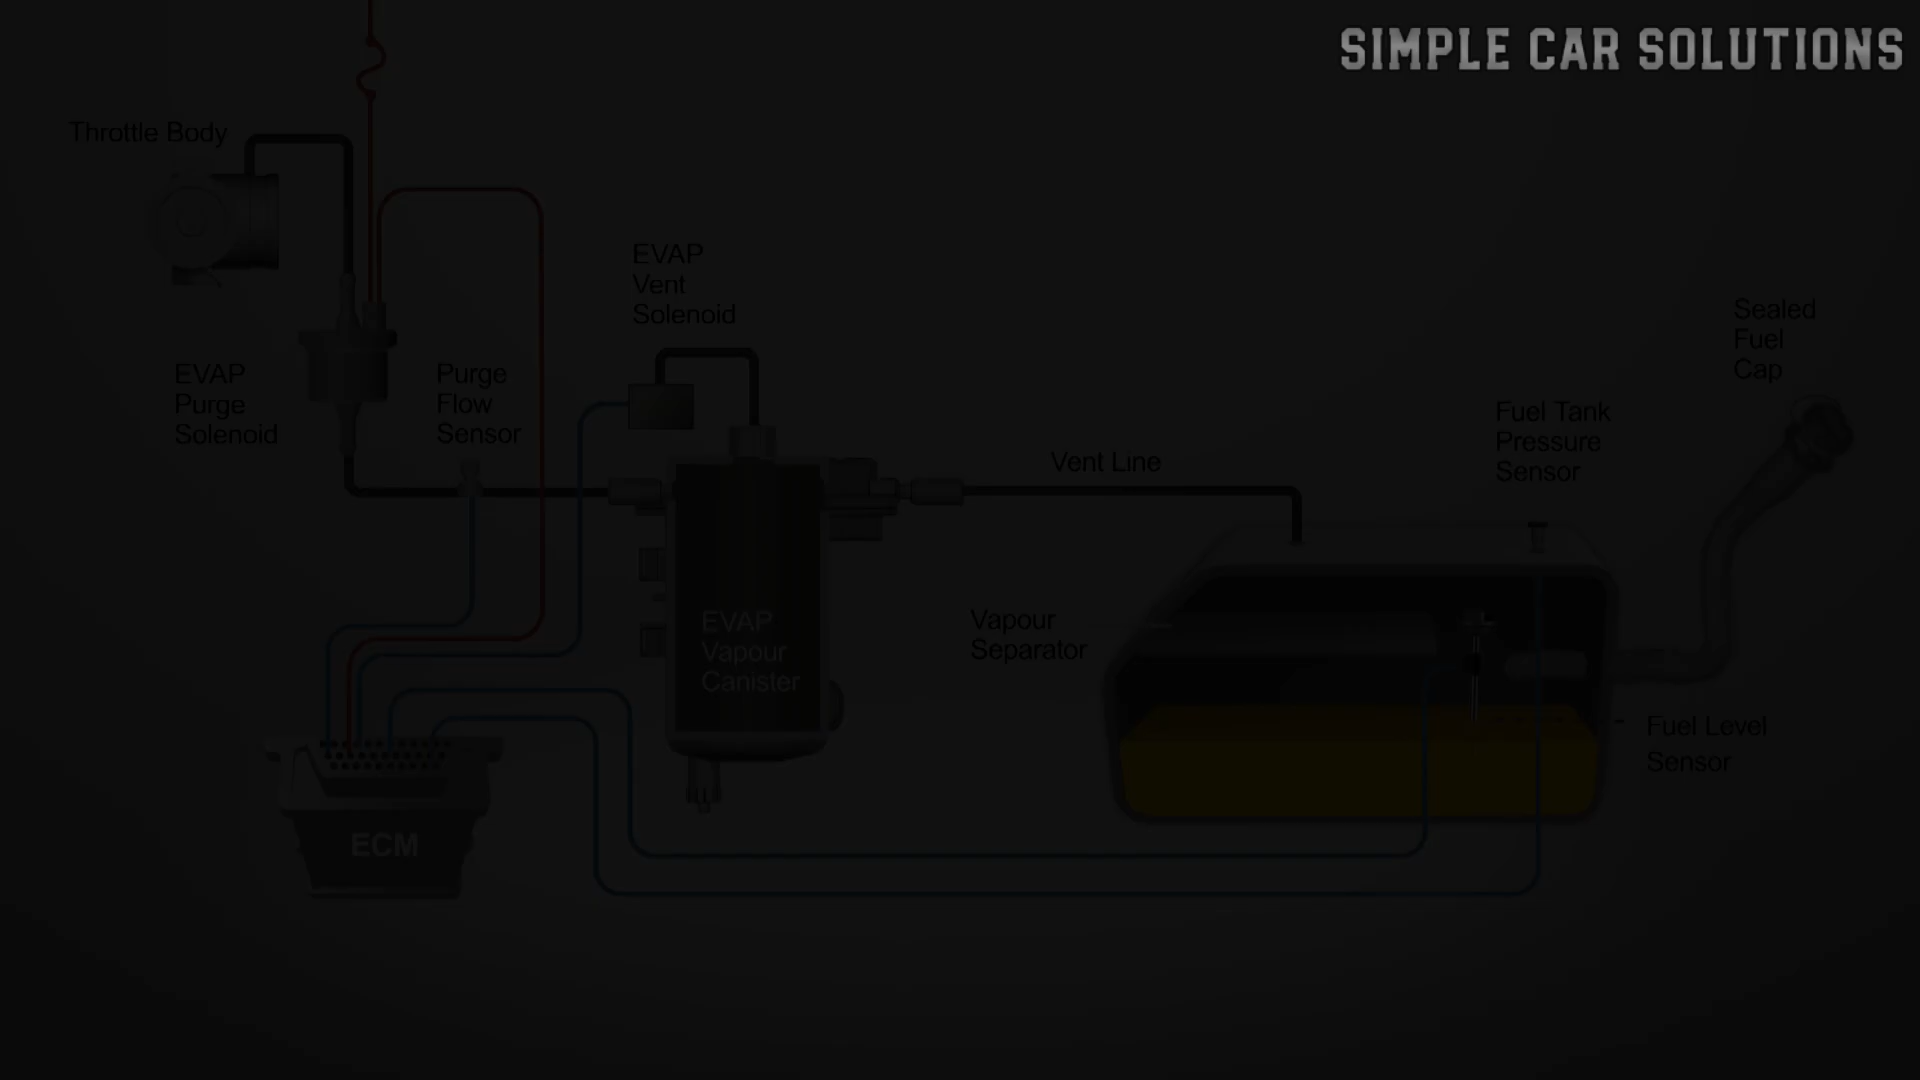 SIMPLE CAR SOLUTIONS
Throttle Body
EVAP
Vent
Solenoid
Sealed
Fuel
Cap
EVAP
Purge
Solenoid
Purge
Flow
Sensor
Fuel Tank
Pressure
Sensor
Vent Line
EVAP
Vapour
Canister
Vapour
Separator
Fuel Level
Sensor
ECM